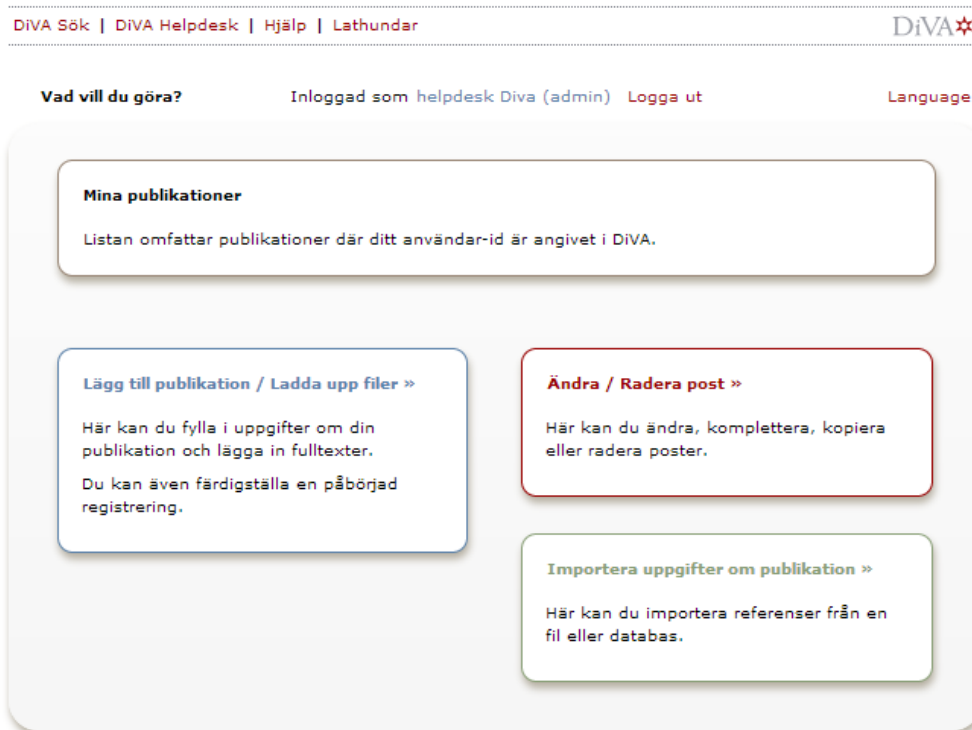 DiVA Sök | DiVA Helpdesk | Hjälp | Lathundar DiVA
Vad vill du göra? Inloggad som helpdesk Diva (admin) Logga ut Language
Mina publikationer
Listan omfattar publikationer där ditt användar-id är angivet i DiVA.
Lägg till publikation / Ladda upp filer »
Här kan du fylla i uppgifter om din
publikation och lägga in fulltexter.
Du kan även färdigställa en påbörjad
registrering.
Ändra / Radera post »
Här kan du ändra, komplettera, kopiera
eller radera poster.
Importera uppgifter om publikation »
Här kan du importera referenser från en
fil eller databas.